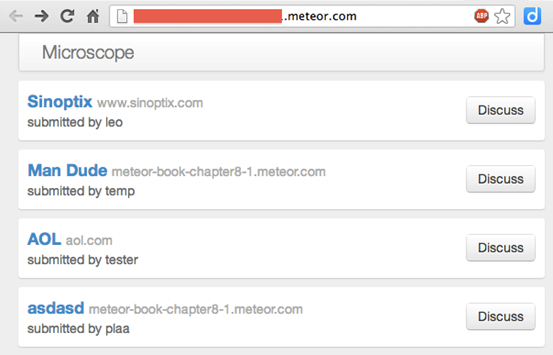 .meteor.com
ABP
d
Microscope
Sinoptix www.sinoptix.com
submitted by leo
Discuss
Man Dude meteor-book-chapter8-1.meteor.com
submitted by temp
Discuss
AOL aol.com
submitted by tester
Discuss
asdasd meteor-book-chapter8-1.meteor.com
submitted by plaa
Discuss